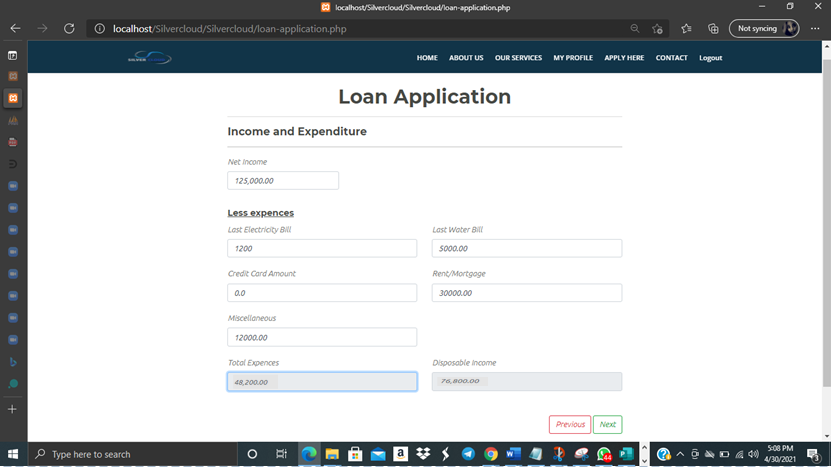 localhost/Silvercloud/Silvercloud/loan-application.php
localhost/Silvercloud/Silvercloud/loan-application.php
Not syncing
HOME ABOUT US OUR SERVICES MY PROFILE APPLY HERE CONTACT Logout
Loan Application
Income and Expenditure
Net Income
125,000.00
Less expences
Last Electricity Bill Last Water Bill
1200 5000.00
Credit Card Amount Rent/Mortgage
0.0 30000.00
Miscellaneous
12000.00
Total Expences Disposable Income
48,200.00 76,800.00
Previous Next
Type here to search
44
5:08 PM
4/30/2021
3